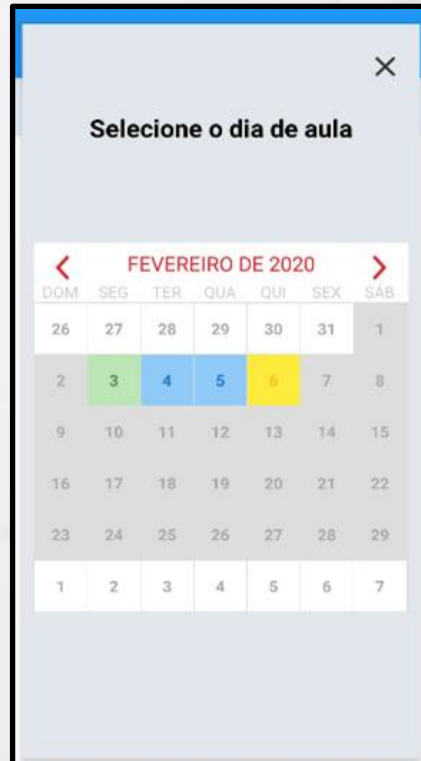 Selecione o dia de aula
FEVEREIRO DE 2020
DOM SEG TER QUA QUI SEX SÁB
26 27 28 29 30 31 1
2 3 4 5 6 7 8
9 10 11 12 13 14 15
16 17 18 19 20 21 22
23 24 25 26 27 28 29
1 2 3 4 5 6 7